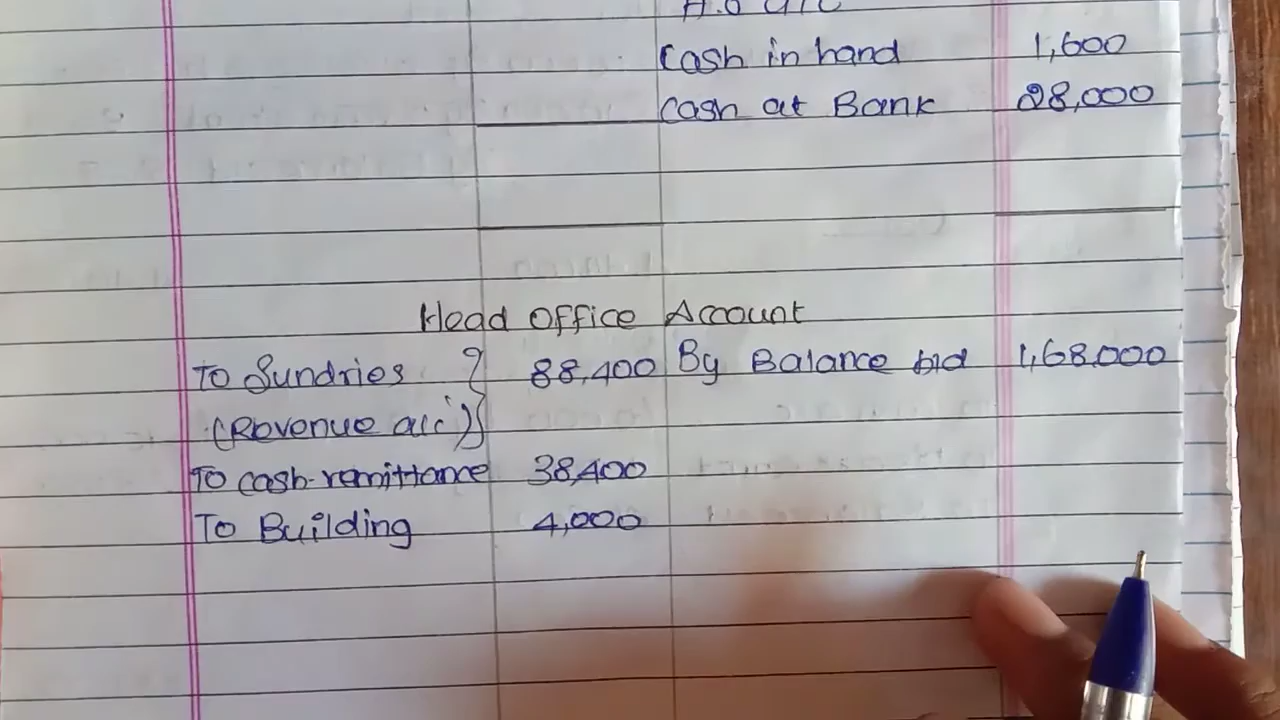 H.O a/c
Cash in hand 1,600
Cash at Bank 28,000
Head Office Account
To Sundries 88,400 By Balance b/d 1,68,000
(Revenue a/c)
To cash remittance 38,400
To Building 4,000